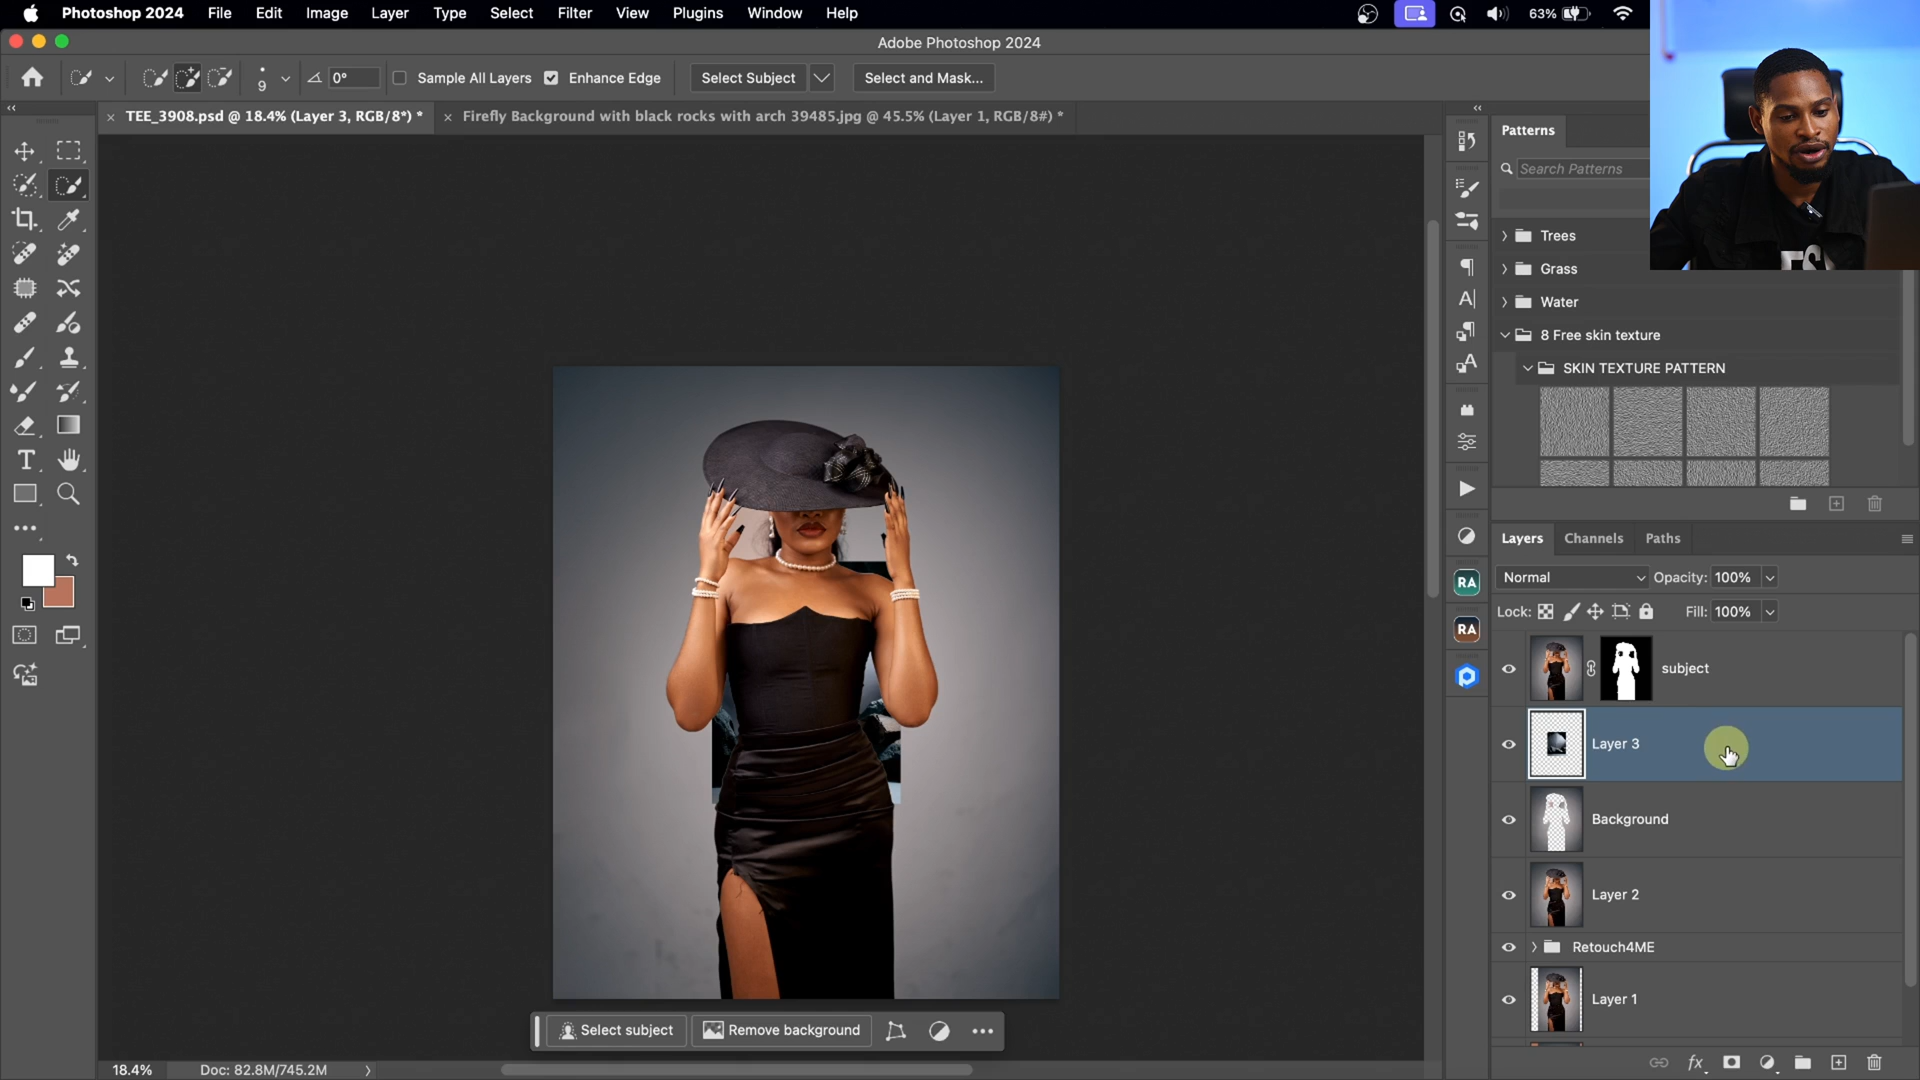 Photoshop 2024 File Edit Image Layer Type Select Filter View Plugins Window Help 63%
Adobe Photoshop 2024
9 0° Sample All Layers Enhance Edge Select Subject Select and Mask...
TEE_3908.psd @ 18.4% (Layer 3, RGB/8*) * Firefly Background with black rocks with arch 39485.jpg @ 45.5% (Layer 1, RGB/8#) *
Patterns
Search Patterns
Trees
Grass
Water
8 Free skin texture
SKIN TEXTURE PATTERN
Layers Channels Paths
Normal Opacity: 100%
Lock: Fill: 100%
RA
RA
subject
Layer 3
Background
Layer 2
Retouch4ME
Layer 1
Select subject Remove background
18.4% Doc: 82.8M/745.2M
fx